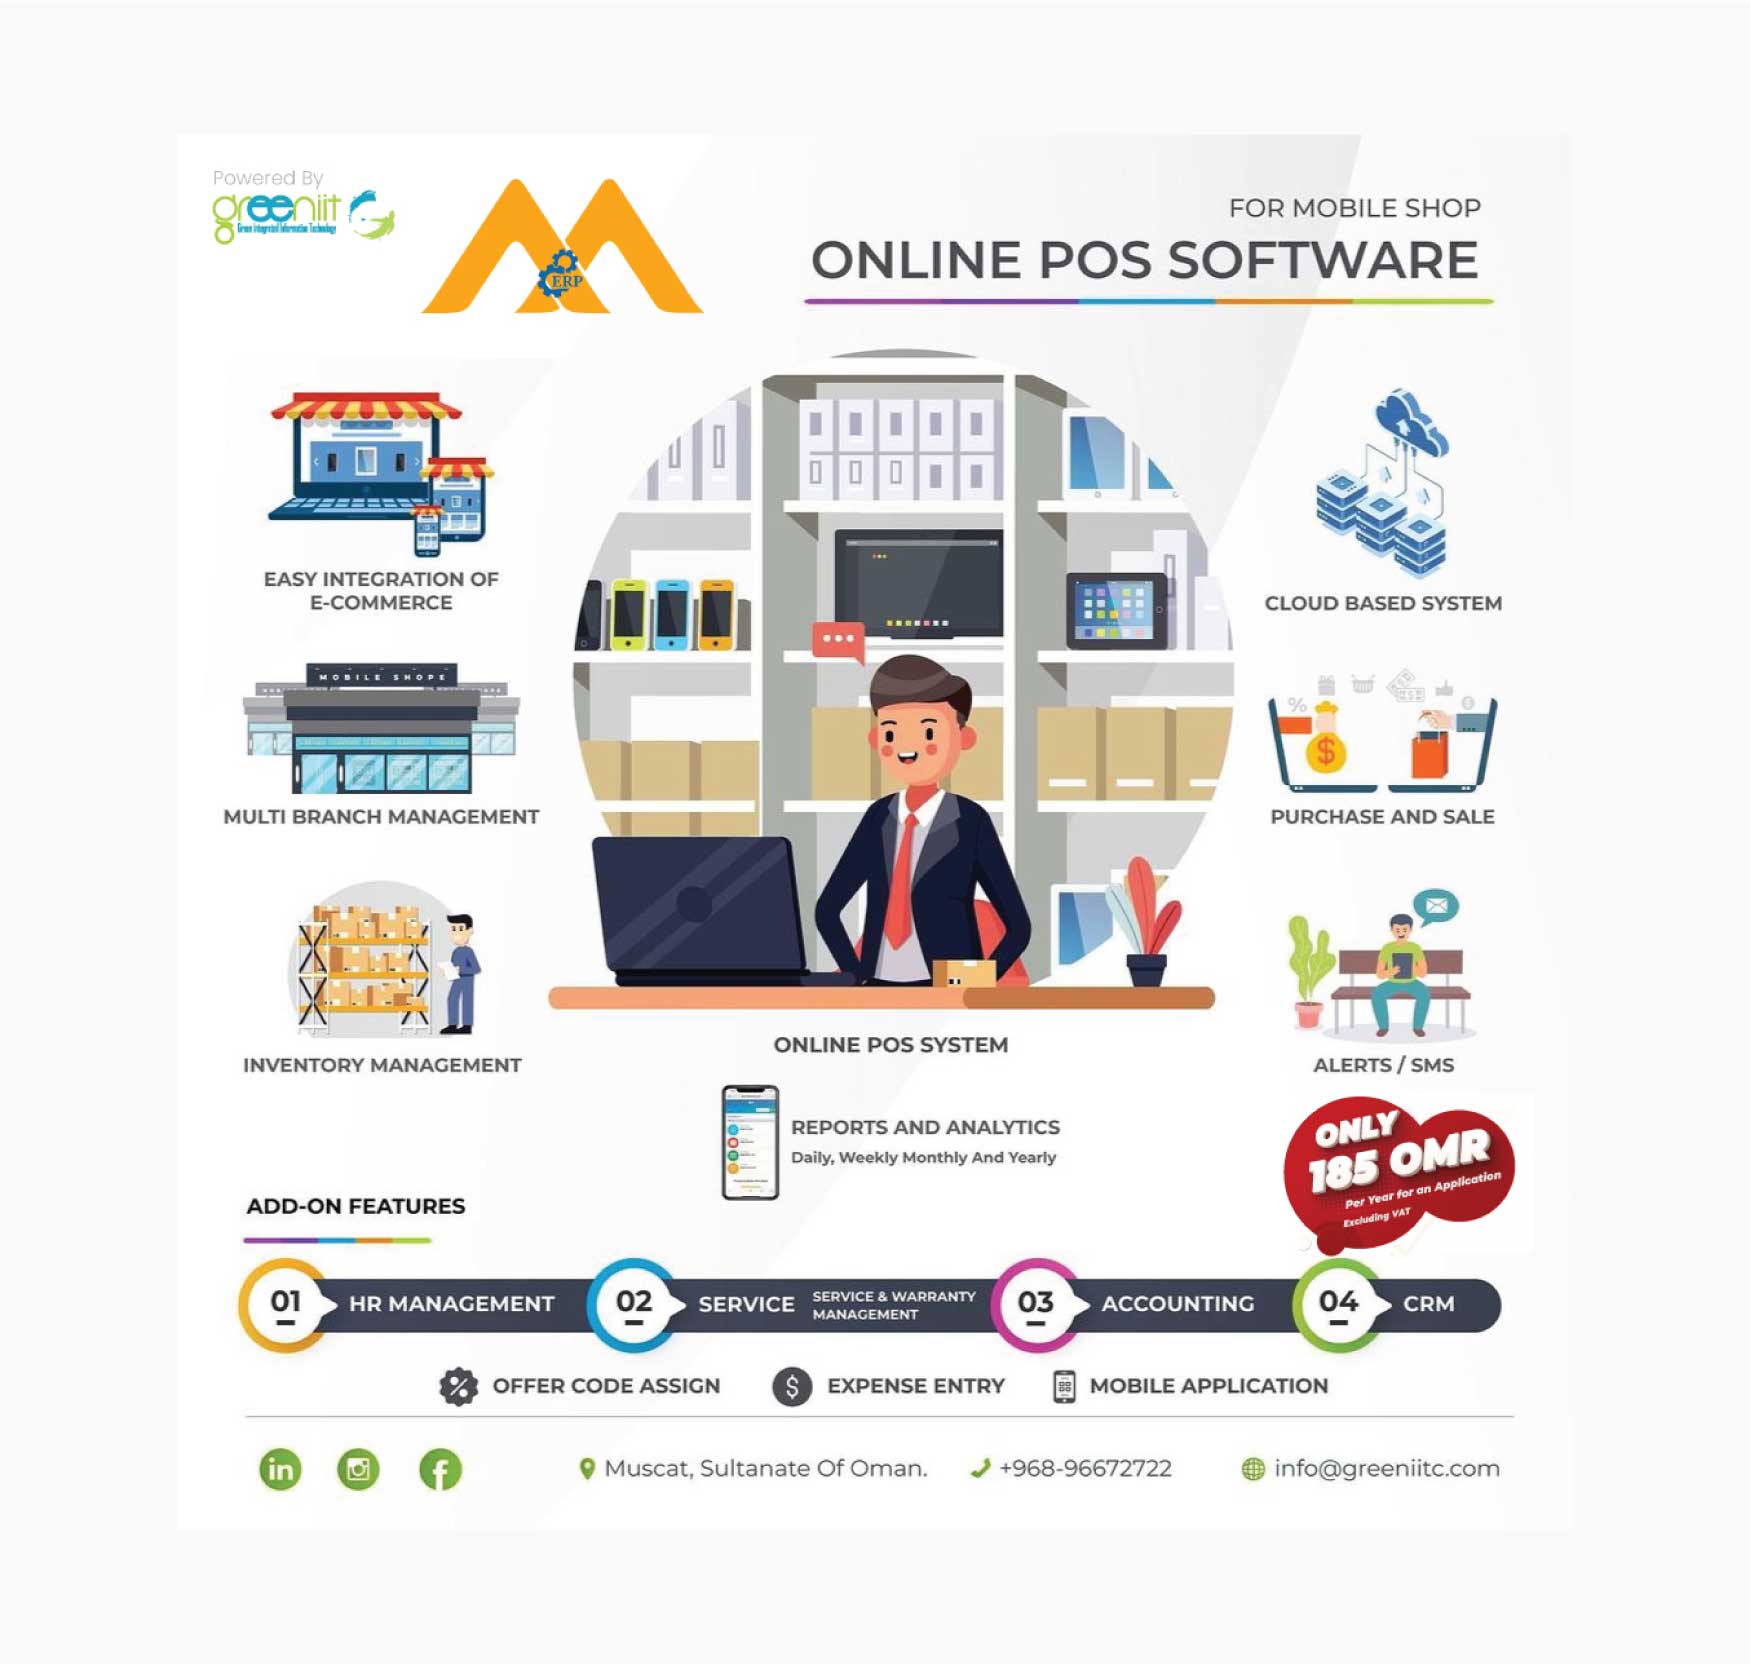 Powered By
greeniit
Green Integrated Information Technology
ERP
FOR MOBILE SHOP
ONLINE POS SOFTWARE
EASY INTEGRATION OF
E-COMMERCE
CLOUD BASED SYSTEM
MOBILE SHOPE
MULTI BRANCH MANAGEMENT
PURCHASE AND SALE
INVENTORY MANAGEMENT
ONLINE POS SYSTEM
ALERTS / SMS
REPORTS AND ANALYTICS
Daily, Weekly Monthly And Yearly
ONLY
185 OMR
Per Year for an Application
Excluding VAT
ADD-ON FEATURES
01 HR MANAGEMENT
02 SERVICE SERVICE & WARRANTY
MANAGEMENT
03 ACCOUNTING
04 CRM
OFFER CODE ASSIGN
EXPENSE ENTRY
MOBILE APPLICATION
in
f
Muscat, Sultanate Of Oman.
+968-96672722
info@greeniitc.com